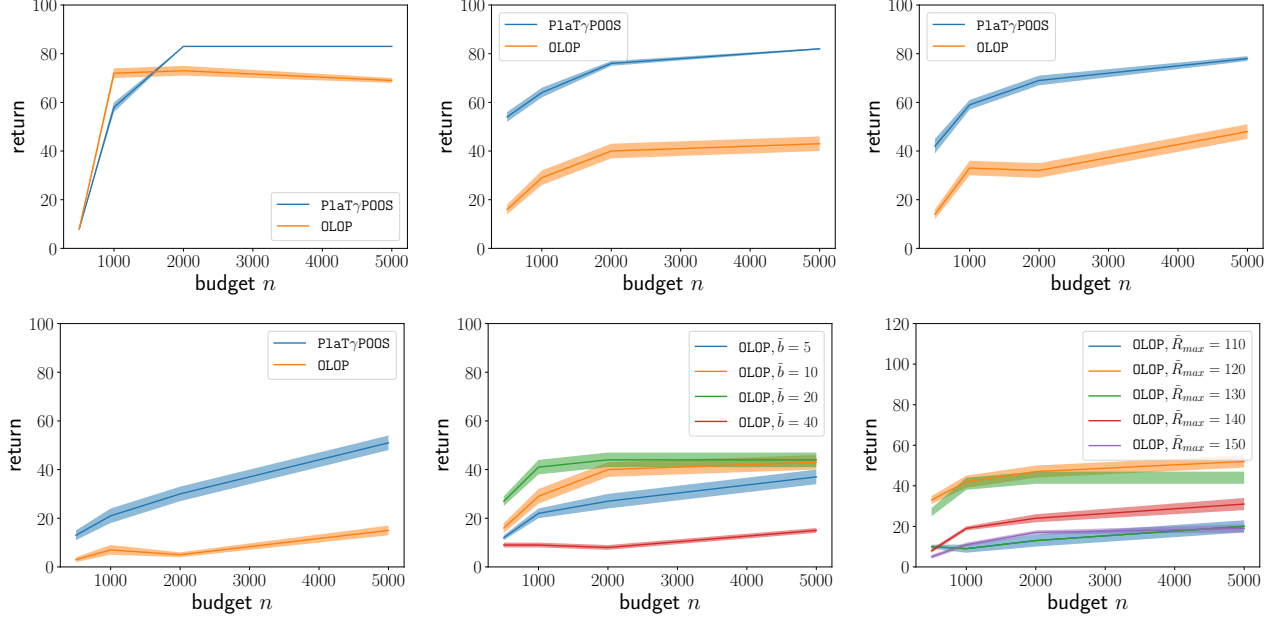 100
80
60
40
20
0
return
1000 2000 3000 4000 5000
budget n
PlaTγPOOS
OLOP
100
80
60
40
20
0
return
1000 2000 3000 4000 5000
budget n
PlaTγPOOS
OLOP
100
80
60
40
20
0
return
1000 2000 3000 4000 5000
budget n
PlaTγPOOS
OLOP
100
80
60
40
20
0
return
1000 2000 3000 4000 5000
budget n
PlaTγPOOS
OLOP
100
80
60
40
20
0
return
1000 2000 3000 4000 5000
budget n
OLOP, b̃ = 5
OLOP, b̃ = 10
OLOP, b̃ = 20
OLOP, b̃ = 40
120
100
80
60
40
20
0
return
1000 2000 3000 4000 5000
budget n
OLOP, R̃max = 110
OLOP, R̃max = 120
OLOP, R̃max = 130
OLOP, R̃max = 140
OLOP, R̃max = 150